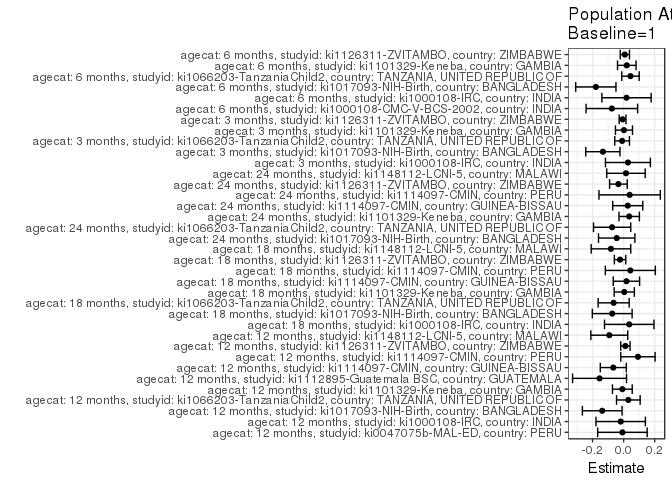 Population At
Baseline=1
agecat: 6 months, studyid: ki1126311-ZVITAMBO, country: ZIMBABWE
agecat: 6 months, studyid: ki1101329-Keneba, country: GAMBIA
agecat: 6 months, studyid: ki1066203-TanzaniaChild2, country: TANZANIA, UNITED REPUBLIC OF
agecat: 6 months, studyid: ki1017093-NIH-Birth, country: BANGLADESH
agecat: 6 months, studyid: ki1000108-IRC, country: INDIA
agecat: 6 months, studyid: ki1000108-CMC-V-BCS-2002, country: INDIA
agecat: 3 months, studyid: ki1126311-ZVITAMBO, country: ZIMBABWE
agecat: 3 months, studyid: ki1101329-Keneba, country: GAMBIA
agecat: 3 months, studyid: ki1066203-TanzaniaChild2, country: TANZANIA, UNITED REPUBLIC OF
agecat: 3 months, studyid: ki1017093-NIH-Birth, country: BANGLADESH
agecat: 3 months, studyid: ki1000108-IRC, country: INDIA
agecat: 24 months, studyid: ki1148112-LCNI-5, country: MALAWI
agecat: 24 months, studyid: ki1126311-ZVITAMBO, country: ZIMBABWE
agecat: 24 months, studyid: ki1114097-CMIN, country: PERU
agecat: 24 months, studyid: ki1114097-CMIN, country: GUINEA-BISSAU
agecat: 24 months, studyid: ki1101329-Keneba, country: GAMBIA
agecat: 24 months, studyid: ki1066203-TanzaniaChild2, country: TANZANIA, UNITED REPUBLIC OF
agecat: 24 months, studyid: ki1017093-NIH-Birth, country: BANGLADESH
agecat: 18 months, studyid: ki1148112-LCNI-5, country: MALAWI
agecat: 18 months, studyid: ki1126311-ZVITAMBO, country: ZIMBABWE
agecat: 18 months, studyid: ki1114097-CMIN, country: PERU
agecat: 18 months, studyid: ki1114097-CMIN, country: GUINEA-BISSAU
agecat: 18 months, studyid: ki1101329-Keneba, country: GAMBIA
agecat: 18 months, studyid: ki1066203-TanzaniaChild2, country: TANZANIA, UNITED REPUBLIC OF
agecat: 18 months, studyid: ki1017093-NIH-Birth, country: BANGLADESH
agecat: 18 months, studyid: ki1000108-IRC, country: INDIA
agecat: 12 months, studyid: ki1148112-LCNI-5, country: MALAWI
agecat: 12 months, studyid: ki1126311-ZVITAMBO, country: ZIMBABWE
agecat: 12 months, studyid: ki1114097-CMIN, country: PERU
agecat: 12 months, studyid: ki1114097-CMIN, country: GUINEA-BISSAU
agecat: 12 months, studyid: ki1112895-Guatemala BSC, country: GUATEMALA
agecat: 12 months, studyid: ki1101329-Keneba, country: GAMBIA
agecat: 12 months, studyid: ki1066203-TanzaniaChild2, country: TANZANIA, UNITED REPUBLIC OF
agecat: 12 months, studyid: ki1017093-NIH-Birth, country: BANGLADESH
agecat: 12 months, studyid: ki1000108-IRC, country: INDIA
agecat: 12 months, studyid: ki0047075b-MAL-ED, country: PERU
-0.2 0.0 0.2
Estimate